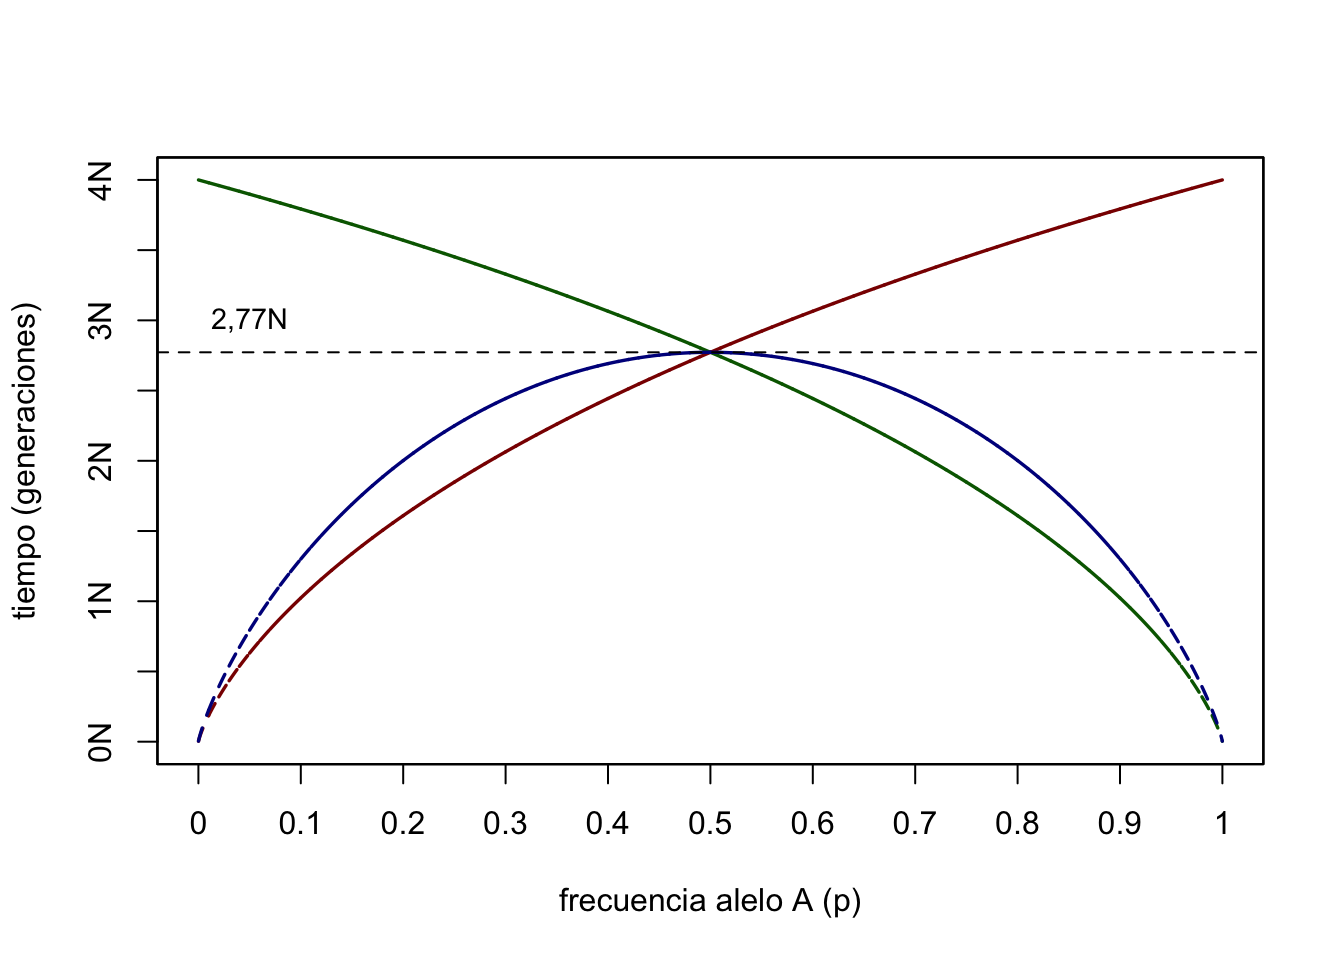 4N
3N
2N
1N
0N
tiempo (generaciones)
2,77N
0 0.1 0.2 0.3 0.4 0.5 0.6 0.7 0.8 0.9 1
frecuencia alelo A (p)